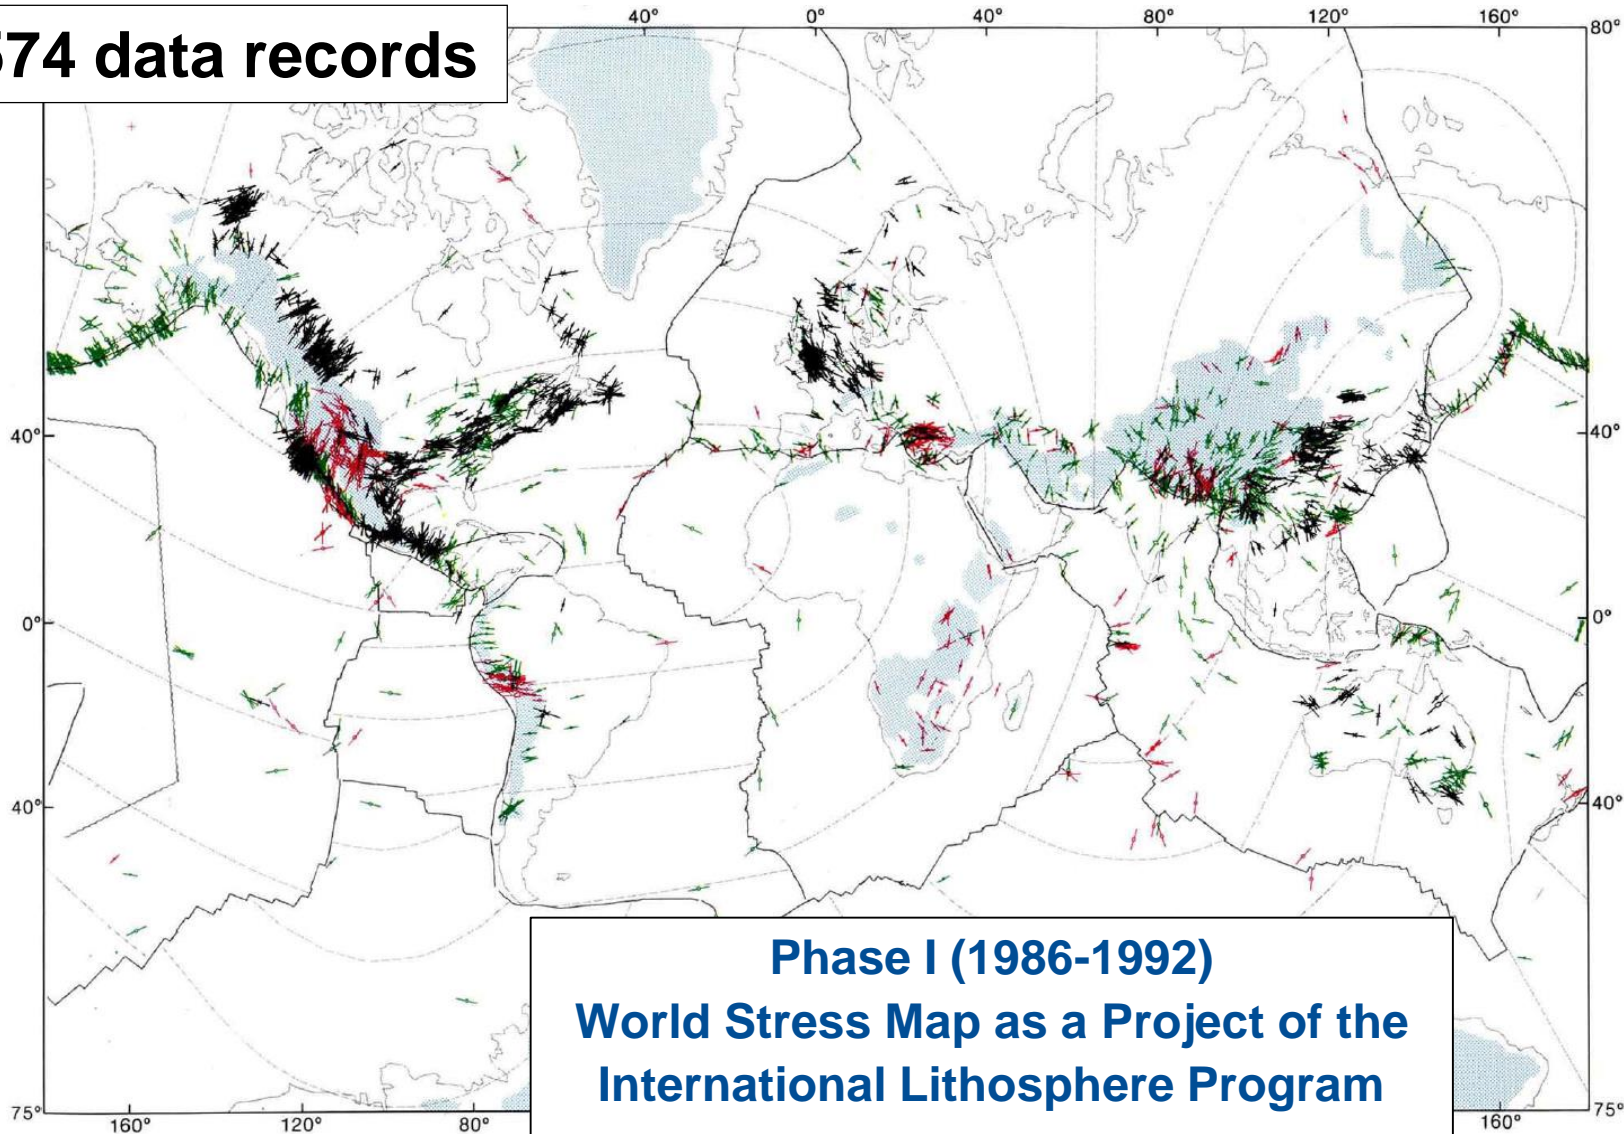 574 data records
40° 0° 40° 80° 120° 160° 80°
40° 40°
0° 0°
40° 40°
Phase I (1986-1992)
World Stress Map as a Project of the
International Lithosphere Program
75° 75°
160° 120° 80° 160°